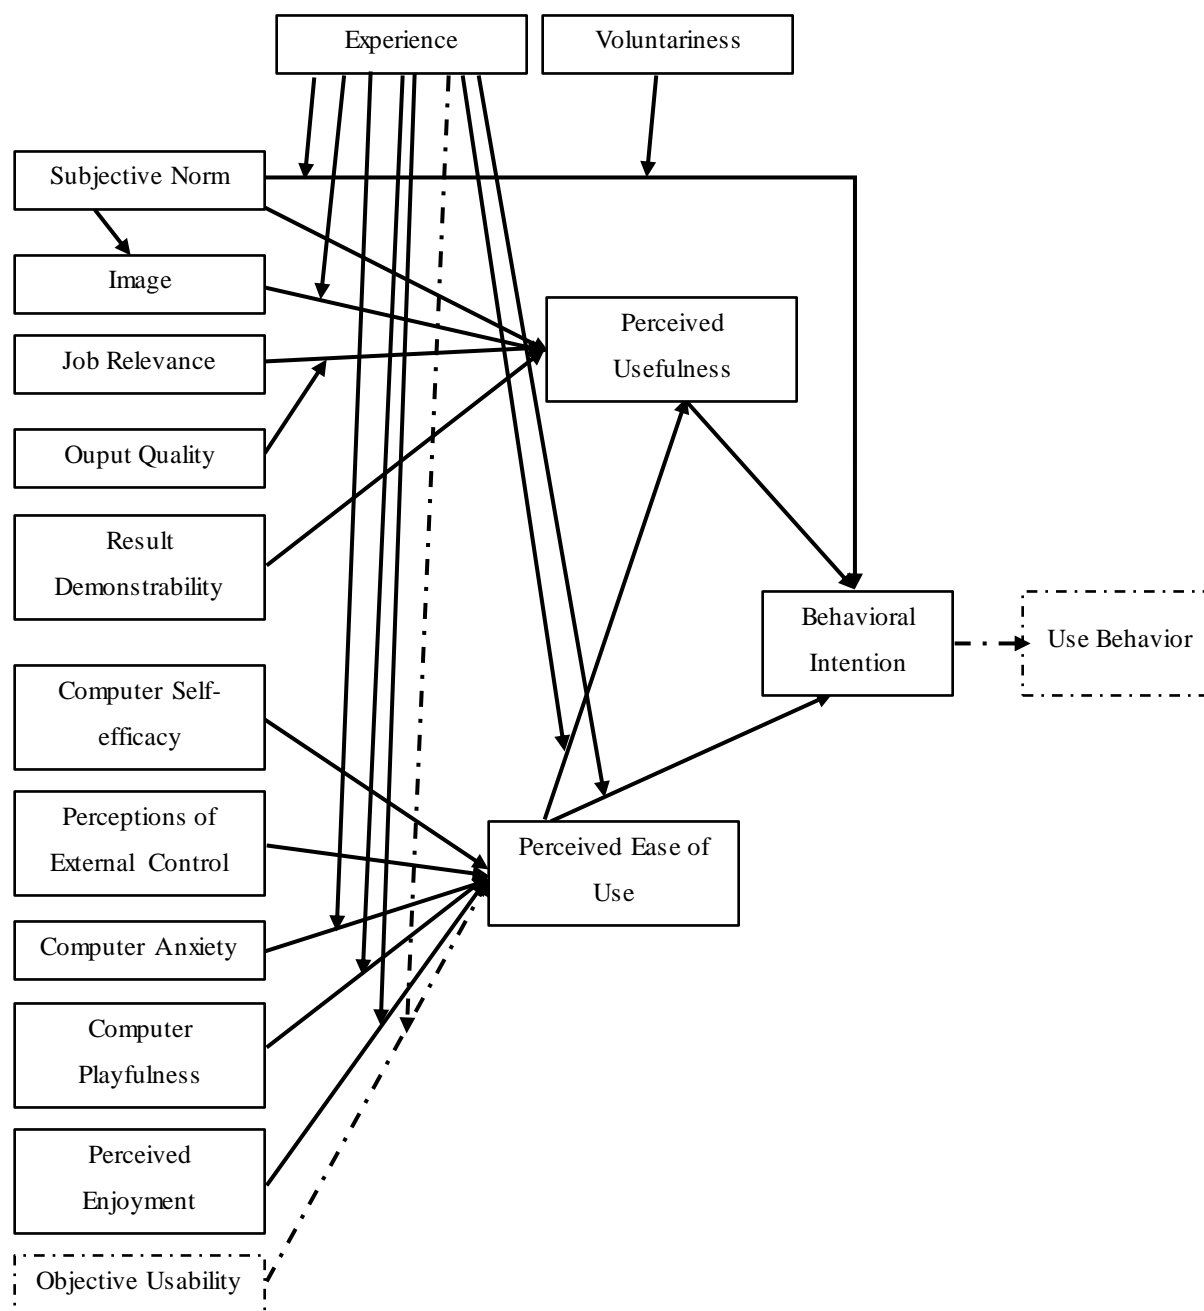 Experience
Voluntariness
Subjective Norm
Image
Job Relevance
Ouput Quality
Result
Demonstrability
Perceived
Usefulness
Behavioral
Intention
Use Behavior
Computer Self-
efficacy
Perceptions of
External Control
Computer Anxiety
Computer
Playfulness
Perceived
Enjoyment
Objective Usability
Perceived Ease of
Use